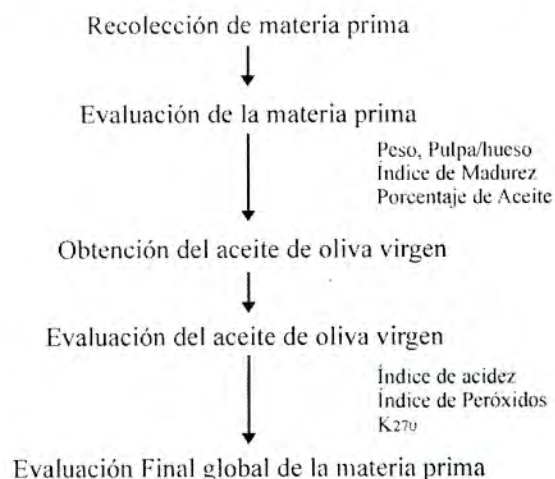 Recolección de materia prima
Evaluación de la materia prima
Peso, Pulpa/hueso
Índice de Madurez
Porcentaje de Aceite
Obtención del aceite de oliva virgen
Evaluación del aceite de oliva virgen
Índice de acidez
Índice de Peróxidos
K270
Evaluación Final global de la materia prima